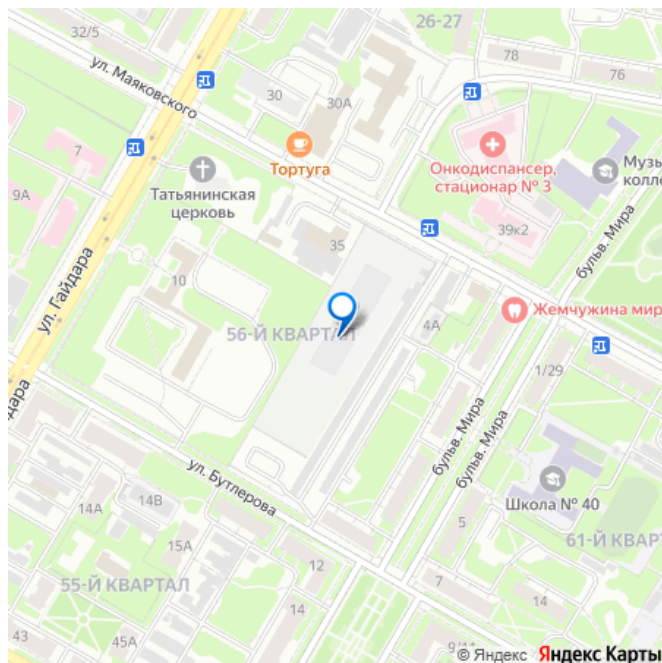 26-27
32/5
78
76
ул. Маяковского
30
30А
7
Тортуга
Онкодиспансер,
стационар № 3
Музы
колле
9А
Татьянинская
церковь
39к2
35
бульв. Мира
10
ул. Гайдара
56-Й КВАРТАЛ
4А
Жемчужина мир
1/29
дара
бульв. Мира
бульв. Мира
ул. Бутлерова
14А
14В
Школа № 40
15А
5
61-Й КВАРТ
55-Й КВАРТАЛ
12
7
14
14
43
45А
9/11
© Яндекс Яндекс Карты